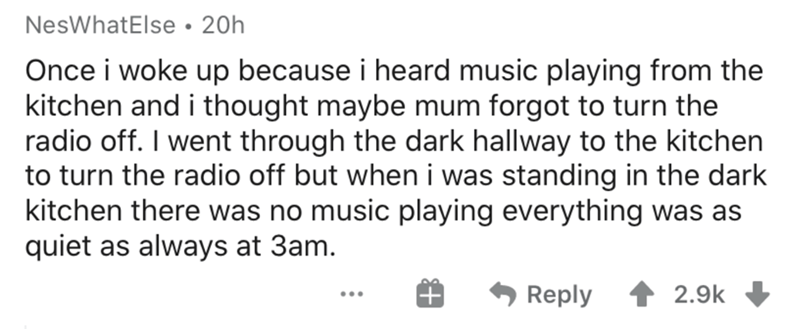 NesWhatElse • 20h
Once i woke up because i heard music playing from the
kitchen and i thought maybe mum forgot to turn the
radio off. I went through the dark hallway to the kitchen
to turn the radio off but when i was standing in the dark
kitchen there was no music playing everything was as
quiet as always at 3am.
... Reply 2.9k